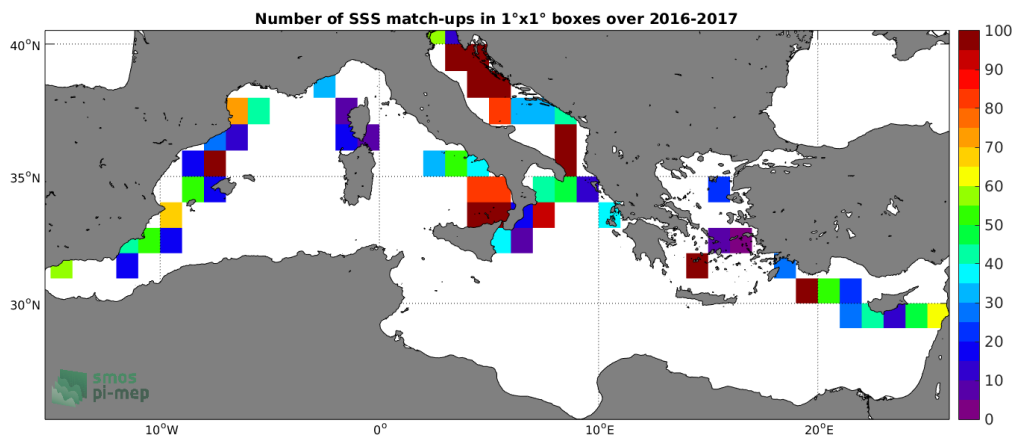 Number of SSS match-ups in 1°x1° boxes over 2016-2017
40°N
35°N
30°N
10°W
0°
10°E
20°E
100
90
80
70
60
50
40
30
20
10
0
smos
pi-mep